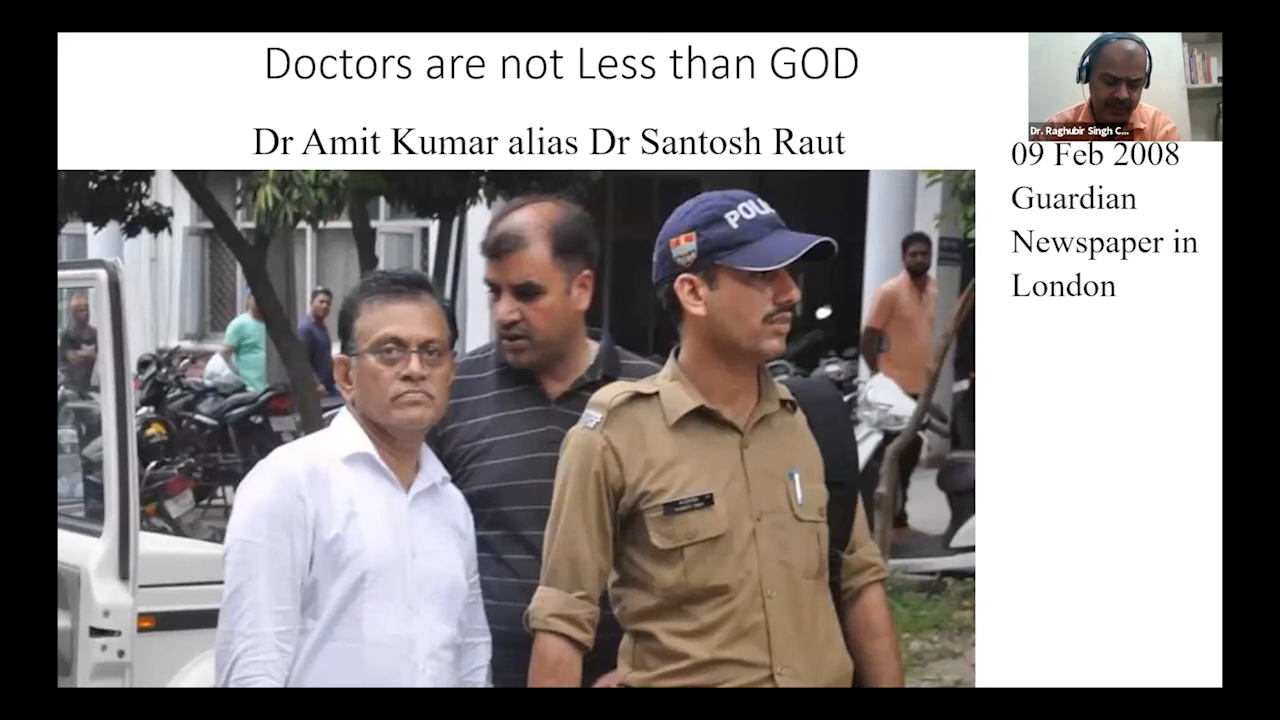 Doctors are not Less than GOD
Dr Amit Kumar alias Dr Santosh Raut
Dr. Raghubir Singh C...
09 Feb 2008
Guardian
Newspaper in
London